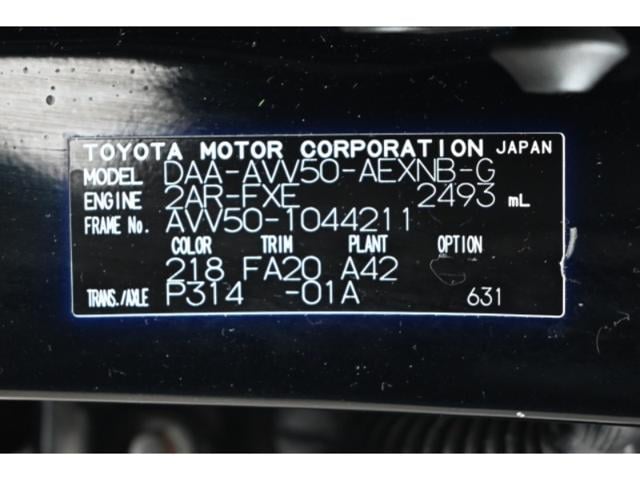 TOYOTA MOTOR CORPORATION JAPAN
MODEL DAA-AVV50-AEXNB-G
ENGINE 2AR-FXE 2493 mL
FRAME No. AVV50-1044211
COLOR TRIM PLANT OPTION
218 FA20 A42
TRANS./AXLE P314 -01A 631